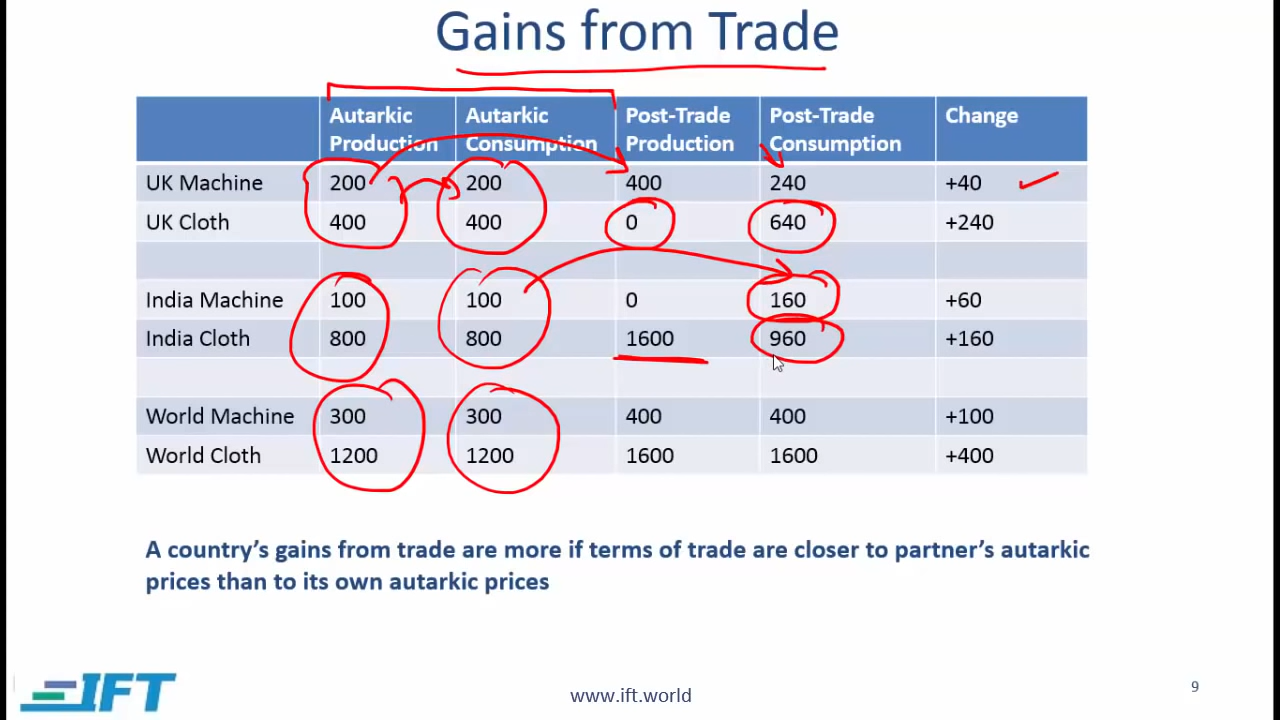 Gains from Trade
Autarkic Production Autarkic Consumption Post-Trade Production Post-Trade Consumption Change
UK Machine 200 200 400 240 +40
UK Cloth 400 400 0 640 +240
India Machine 100 100 0 160 +60
India Cloth 800 800 1600 960 +160
World Machine 300 300 400 400 +100
World Cloth 1200 1200 1600 1600 +400
A country's gains from trade are more if terms of trade are closer to partner's autarkic
prices than to its own autarkic prices
IFT
www.ift.world
9